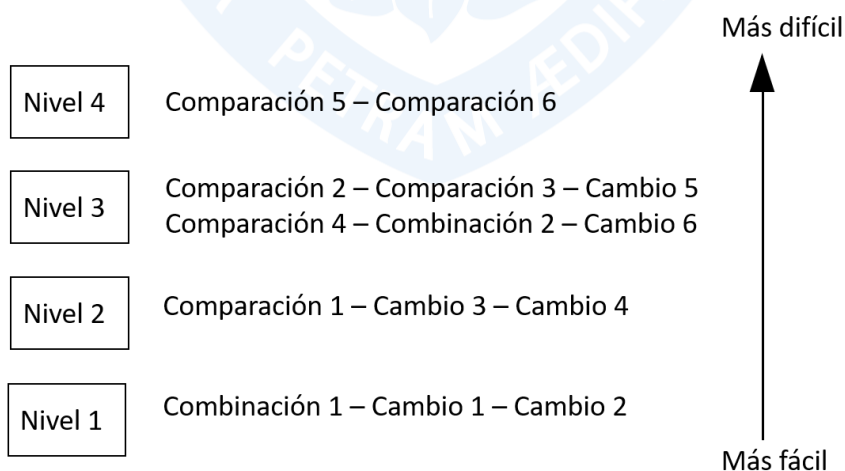 Más difícil
Nivel 4 Comparación 5 – Comparación 6
Nivel 3 Comparación 2 – Comparación 3 – Cambio 5
Comparación 4 – Combinación 2 – Cambio 6
Nivel 2 Comparación 1 – Cambio 3 – Cambio 4
Nivel 1 Combinación 1 – Cambio 1 – Cambio 2
Más fácil
PETRAM